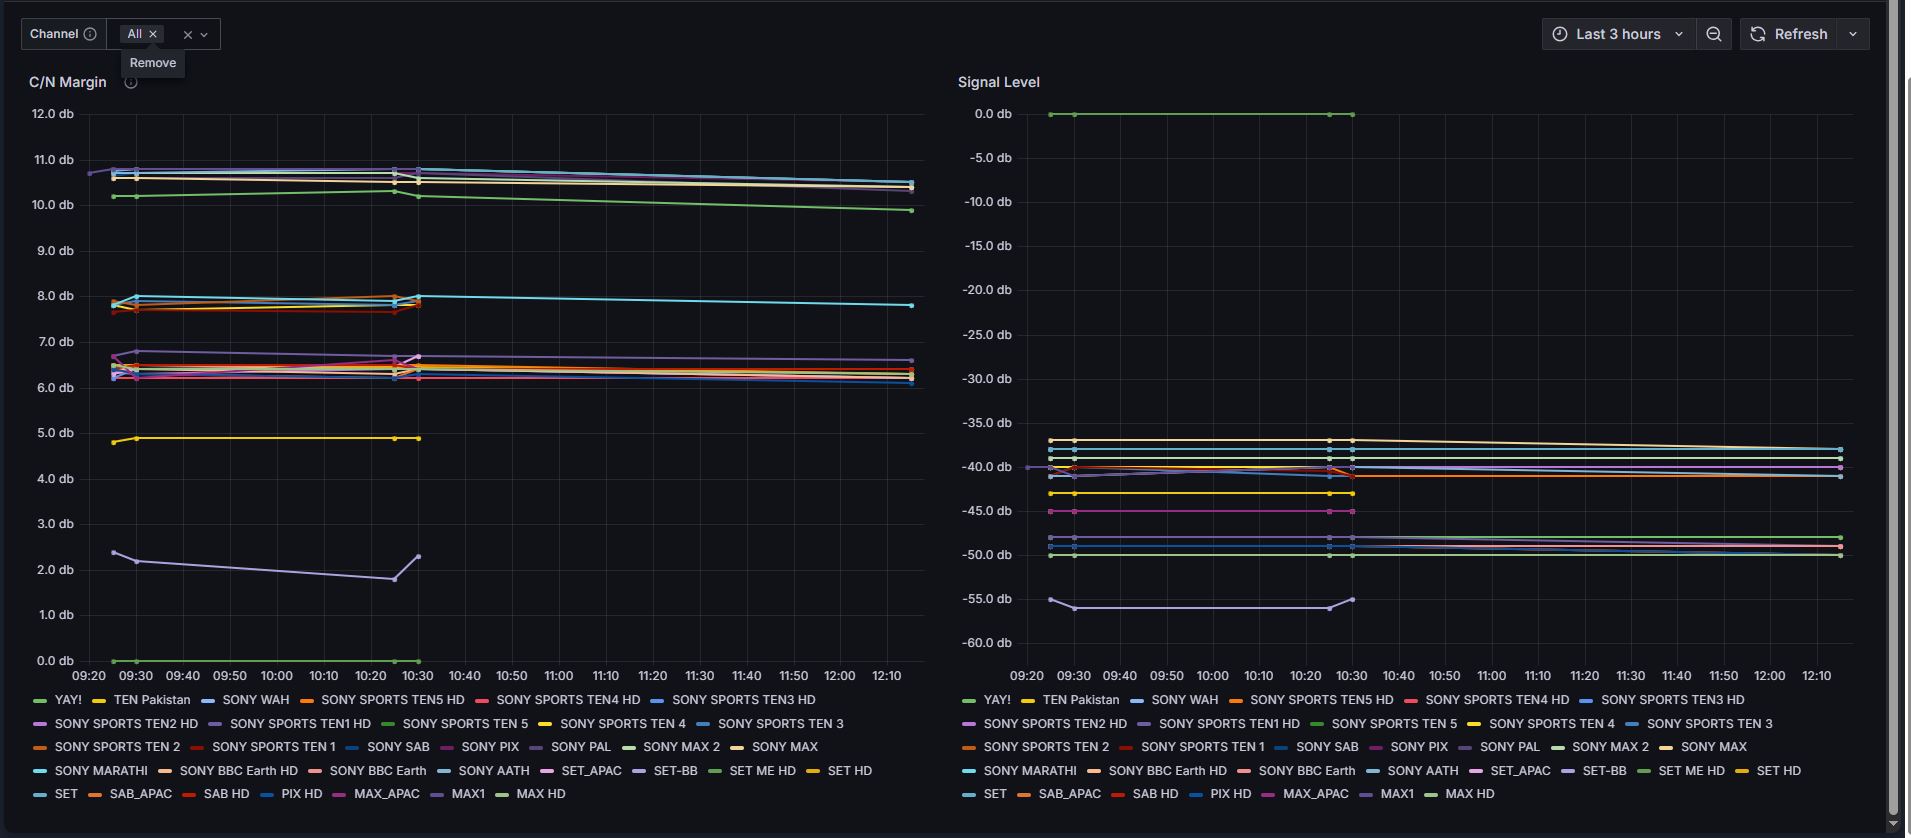 Channel All Last 3 hours Refresh
Remove
C/N Margin
12.0 db
11.0 db
10.0 db
9.0 db
8.0 db
7.0 db
6.0 db
5.0 db
4.0 db
3.0 db
2.0 db
1.0 db
0.0 db
09:20 09:30 09:40 09:50 10:00 10:10 10:20 10:30 10:40 10:50 11:00 11:10 11:20 11:30 11:40 11:50 12:00 12:10
YAY! TEN Pakistan SONY WAH SONY SPORTS TEN5 HD SONY SPORTS TEN4 HD SONY SPORTS TEN3 HD
SONY SPORTS TEN2 HD SONY SPORTS TEN1 HD SONY SPORTS TEN 5 SONY SPORTS TEN 4 SONY SPORTS TEN 3
SONY SPORTS TEN 2 SONY SPORTS TEN 1 SONY SAB SONY PIX SONY PAL SONY MAX 2 SONY MAX
SONY MARATHI SONY BBC Earth HD SONY BBC Earth SONY AATH SET_APAC SET-BB SET ME HD SET HD
SET SAB_APAC SAB HD PIX HD MAX_APAC MAX1 MAX HD
Signal Level
0.0 db
-5.0 db
-10.0 db
-15.0 db
-20.0 db
-25.0 db
-30.0 db
-35.0 db
-40.0 db
-45.0 db
-50.0 db
-55.0 db
-60.0 db
09:20 09:30 09:40 09:50 10:00 10:10 10:20 10:30 10:40 10:50 11:00 11:10 11:20 11:30 11:40 11:50 12:00 12:10
YAY! TEN Pakistan SONY WAH SONY SPORTS TEN5 HD SONY SPORTS TEN4 HD SONY SPORTS TEN3 HD
SONY SPORTS TEN2 HD SONY SPORTS TEN1 HD SONY SPORTS TEN 5 SONY SPORTS TEN 4 SONY SPORTS TEN 3
SONY SPORTS TEN 2 SONY SPORTS TEN 1 SONY SAB SONY PIX SONY PAL SONY MAX 2 SONY MAX
SONY MARATHI SONY BBC Earth HD SONY BBC Earth SONY AATH SET_APAC SET-BB SET ME HD SET HD
SET SAB_APAC SAB HD PIX HD MAX_APAC MAX1 MAX HD